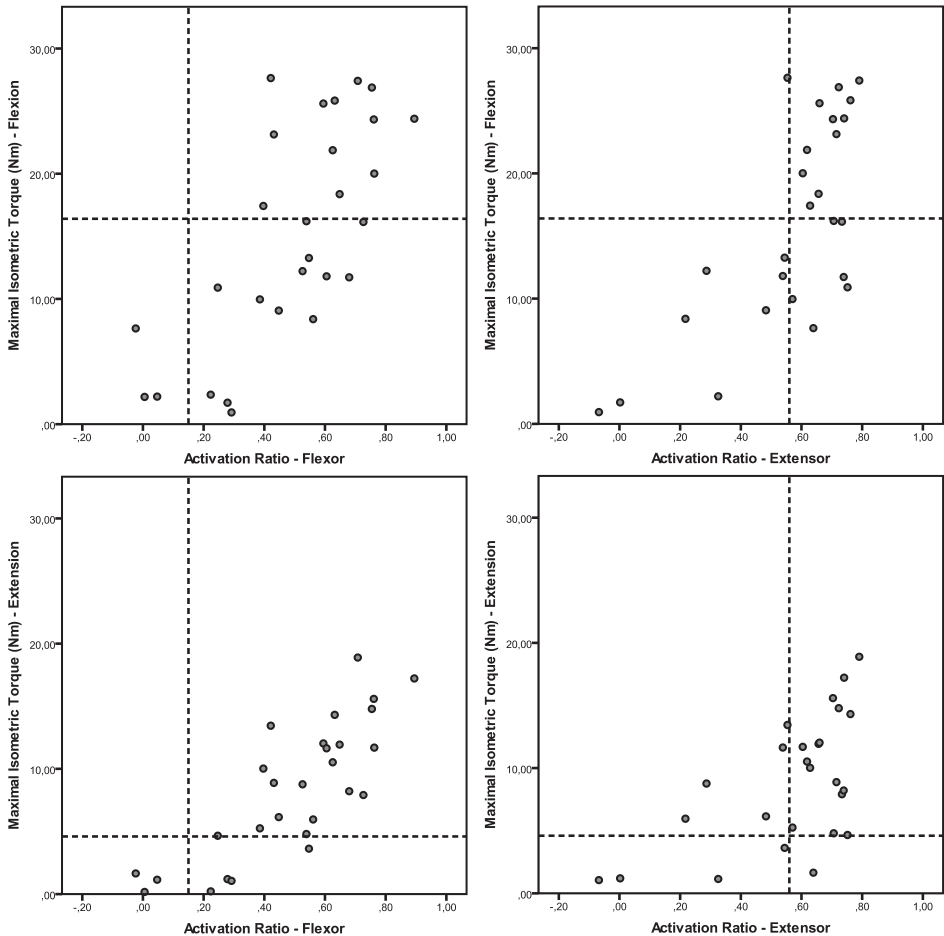 Maximal Isometric Torque (Nm) - Flexion
30,00
20,00
10,00
,00
-,20 ,00 ,20 ,40 ,60 ,80 1,00
Activation Ratio - Flexor
Maximal Isometric Torque (Nm) - Flexion
30,00
20,00
10,00
,00
-,20 ,00 ,20 ,40 ,60 ,80 1,00
Activation Ratio - Extensor
Maximal Isometric Torque (Nm) - Extension
30,00
20,00
10,00
,00
-,20 ,00 ,20 ,40 ,60 ,80 1,00
Activation Ratio - Flexor
Maximal Isometric Torque (Nm) - Extension
30,00
20,00
10,00
,00
-,20 ,00 ,20 ,40 ,60 ,80 1,00
Activation Ratio - Extensor